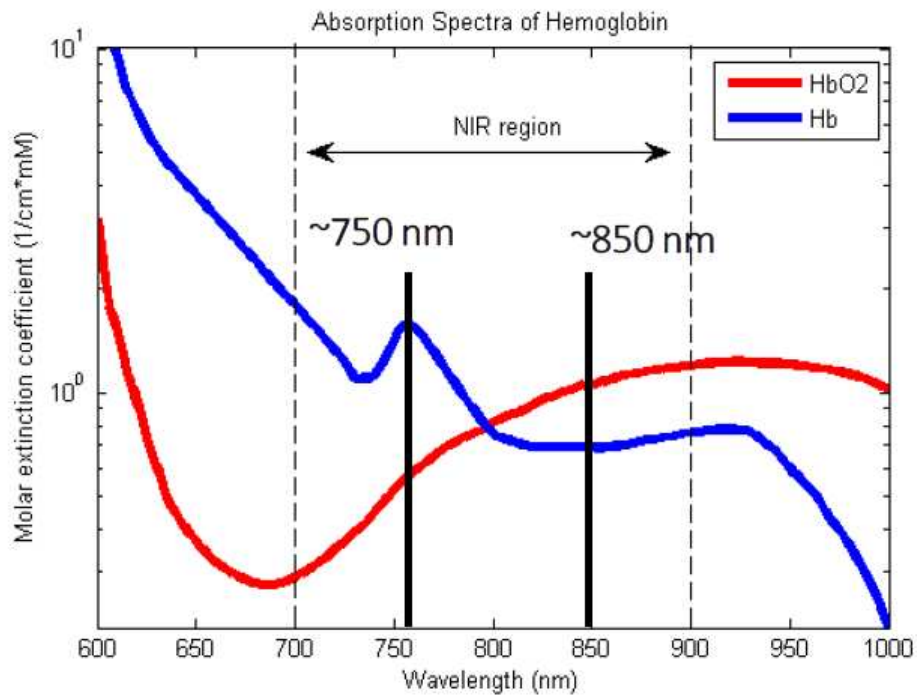 Absorption Spectra of Hemoglobin
10¹
HbO2
Hb
NIR region
~750 nm
~850 nm
Molar extinction coefficient (1/cm*mM)
10⁰
600 650 700 750 800 850 900 950 1000
Wavelength (nm)